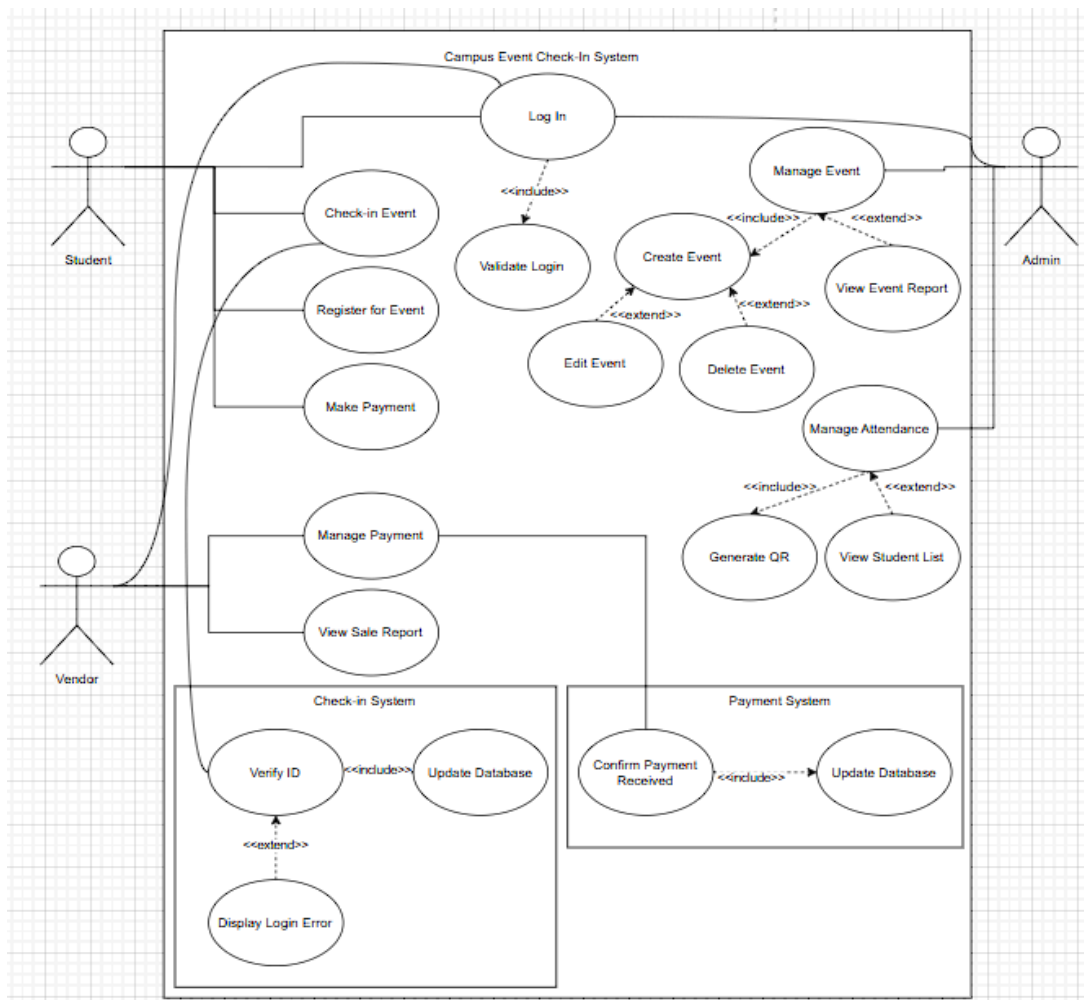 Campus Event Check-In System
Log In
Manage Event
<<include>>
Check-in Event
<<include>>
<<extend>>
Student
Validate Login
Create Event
Admin
View Event Report
Register for Event
<<extend>>
<<extend>>
Edit Event
Delete Event
Make Payment
Manage Attendance
<<include>>
<<extend>>
Manage Payment
Generate QR
View Student List
View Sale Report
Vendor
Check-in System
Payment System
Verify ID
<<include>>
Update Database
Confirm Payment
Received
<<include>>
Update Database
<<extend>>
Display Login Error